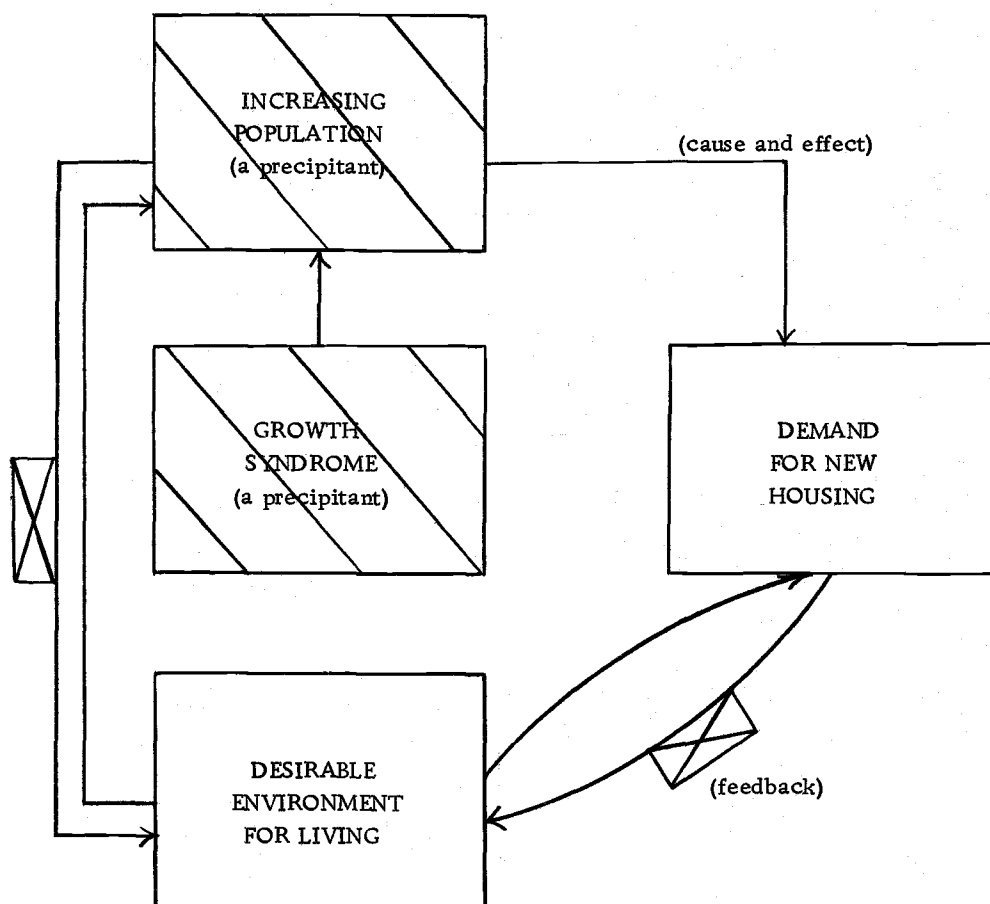 INCREASING
POPULATION
(a precipitant)
(cause and effect)
GROWTH
SYNDROME
(a precipitant)
DEMAND
FOR NEW
HOUSING
DESIRABLE
ENVIRONMENT
FOR LIVING
(feedback)